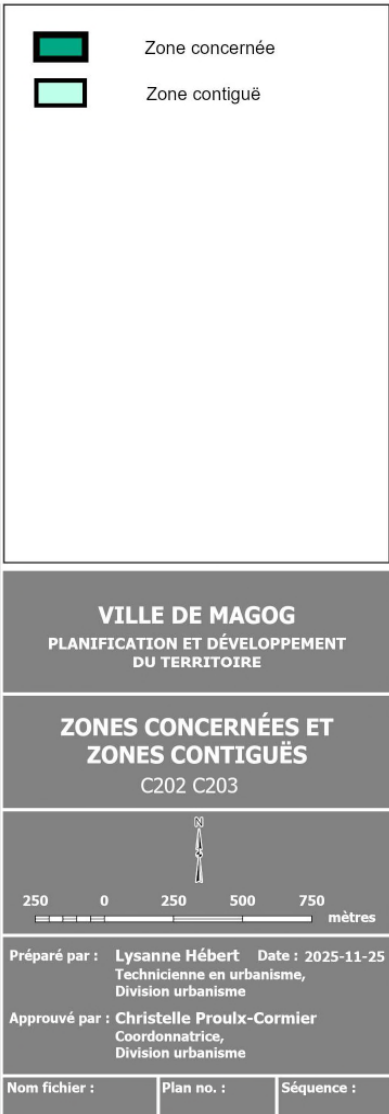 Zone concernée
Zone contiguë
VILLE DE MAGOG
PLANIFICATION ET DÉVELOPPEMENT
DU TERRITOIRE
ZONES CONCERNÉES ET
ZONES CONTIGUËS
C202 C203
N
250 0 250 500 750
mètres
Préparé par : Lysanne Hébert Date : 2025-11-25
Technicienne en urbanisme,
Division urbanisme
Approuvé par : Christelle Proulx-Cormier
Coordonnatrice,
Division urbanisme
Nom fichier : Plan no. : Séquence :